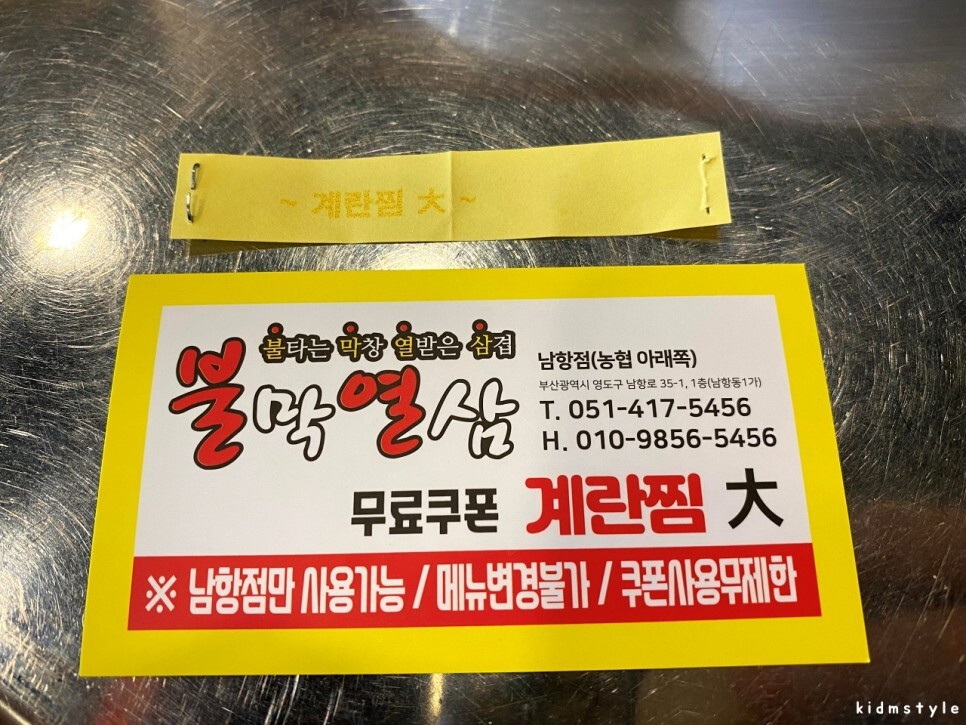 ~ 계란찜 大 ~
불타는 막창 열받은 삼겹
불막열삼
남항점(농협 아래쪽)
부산광역시 영도구 남항로 35-1, 1층(남항동1가)
T. 051-417-5456
H. 010-9856-5456
무료쿠폰 계란찜 大
※ 남항점만 사용가능 / 메뉴변경불가 / 쿠폰사용무제한
kidmstyle